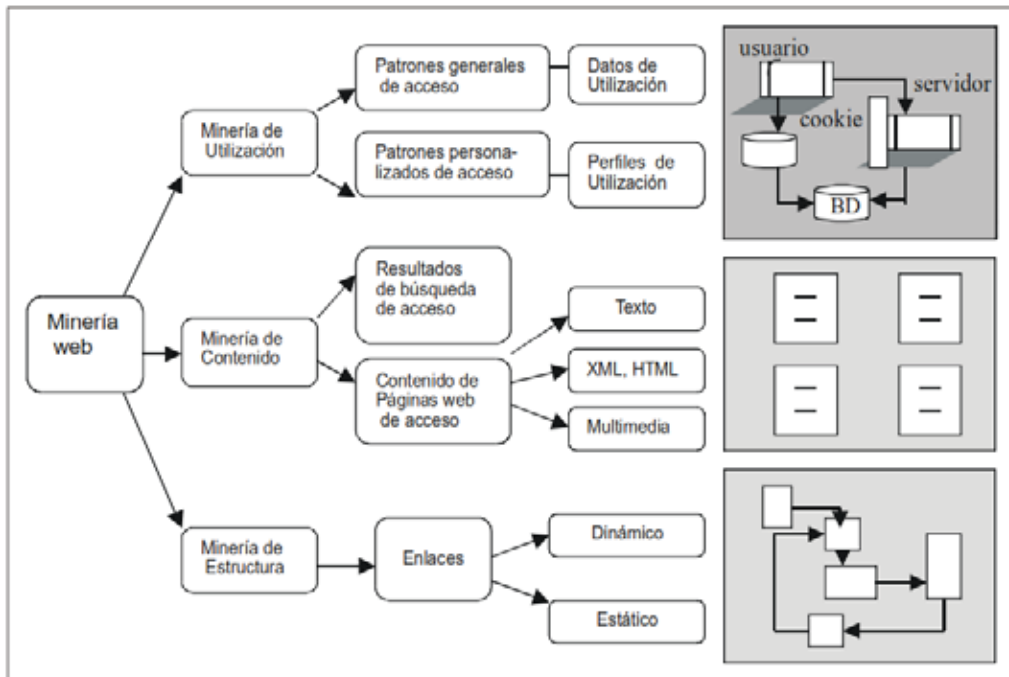 Minería
web
Minería de
Utilización
Patrones generales
de acceso
Datos de
Utilización
Patrones persona-
lizados de acceso
Perfiles de
Utilización
Minería de
Contenido
Resultados
de búsqueda
de acceso
Contenido de
Páginas web
de acceso
Texto
XML, HTML
Multimedia
Minería de
Estructura
Enlaces
Dinámico
Estático
usuario
servidor
cookie
BD